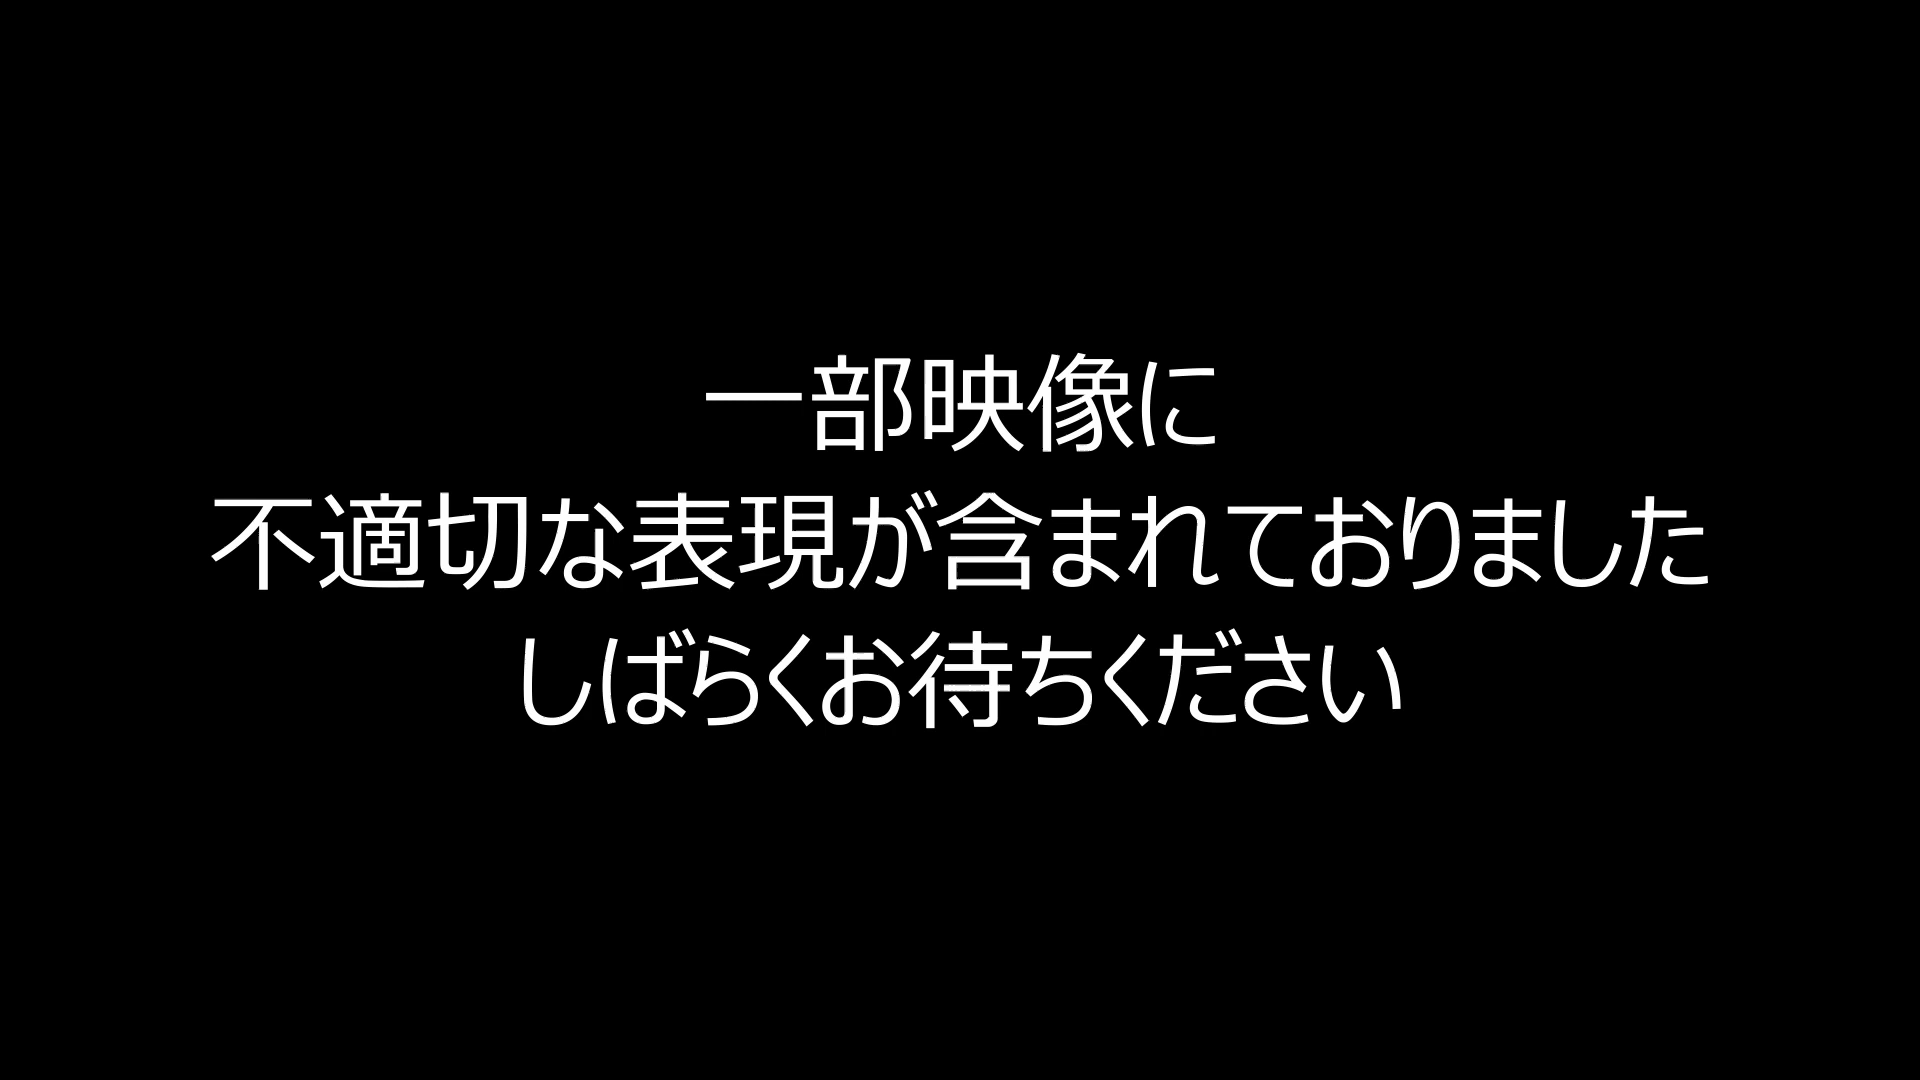 一部映像に
不適切な表現が含まれておりました
しばらくお待ちください